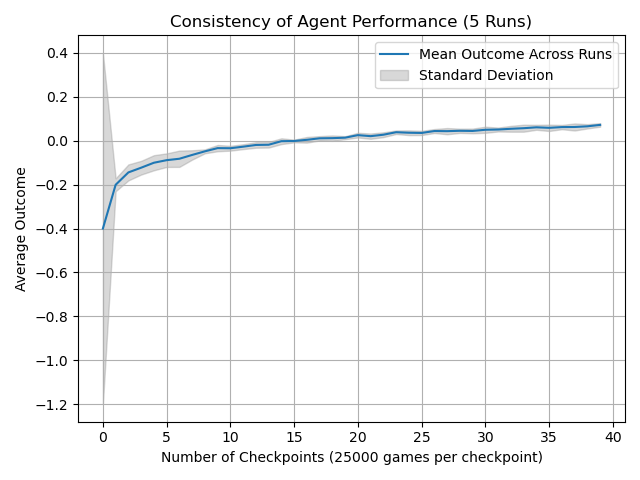 Consistency of Agent Performance (5 Runs)
Mean Outcome Across Runs
Standard Deviation
Average Outcome
0.4
0.2
0.0
−0.2
−0.4
−0.6
−0.8
−1.0
−1.2
0 5 10 15 20 25 30 35 40
Number of Checkpoints (25000 games per checkpoint)